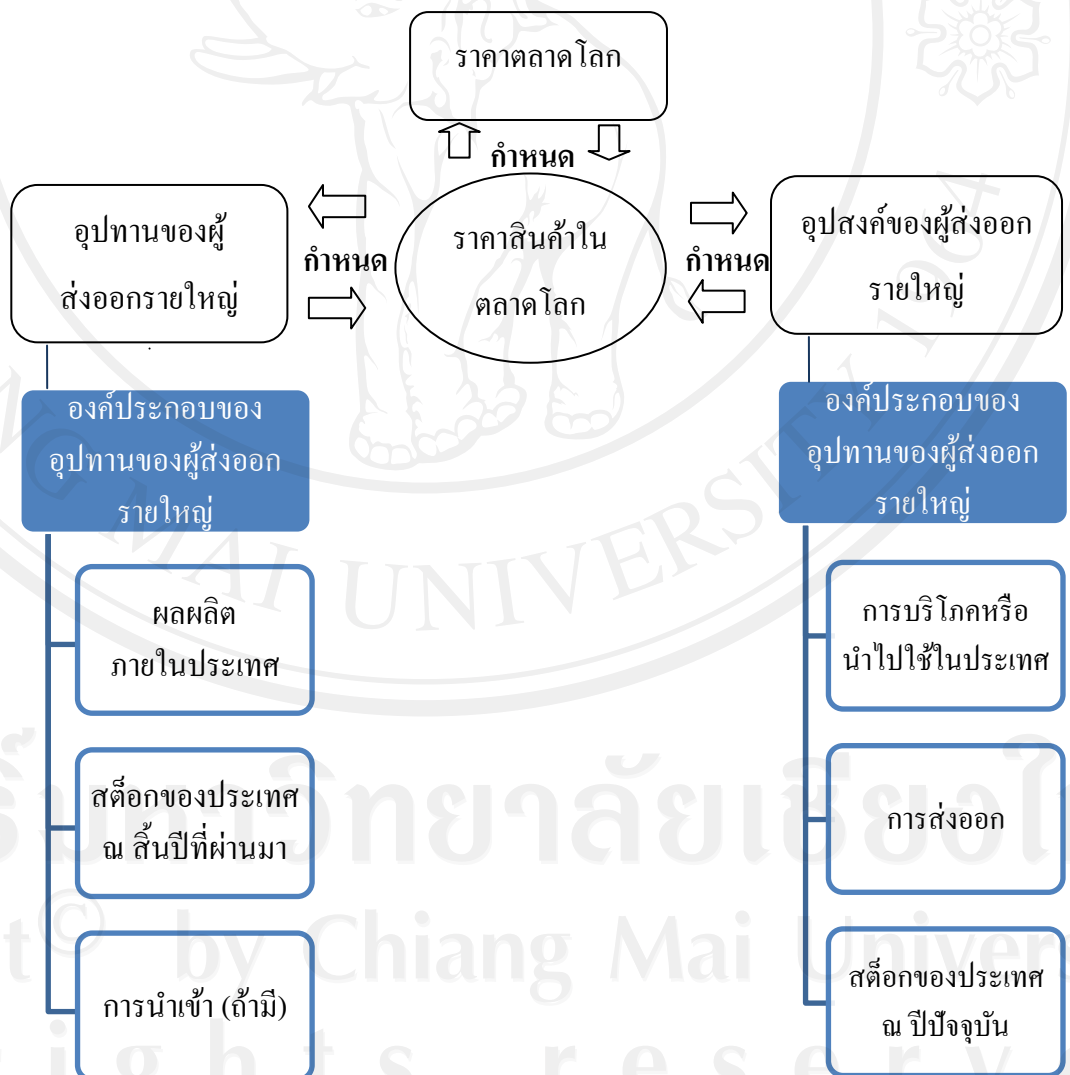 ราคาตลาดโลก
กำหนด
อุปทานของผู้
ส่งออกรายใหญ่
กำหนด
ราคาสินค้าใน
ตลาดโลก
กำหนด
อุปสงค์ของผู้ส่งออก
รายใหญ่
องค์ประกอบของ
อุปทานของผู้ส่งออก
รายใหญ่
ผลผลิต
ภายในประเทศ
สต็อกของประเทศ
ณ สิ้นปีที่ผ่านมา
การนำเข้า (ถ้ามี)
องค์ประกอบของ
อุปทานของผู้ส่งออก
รายใหญ่
การบริโภคหรือ
นำไปใช้ในประเทศ
การส่งออก
สต็อกของประเทศ
ณ ปีปัจจุบัน
MAI UNIVERSITY 1904
© by Chiang Mai